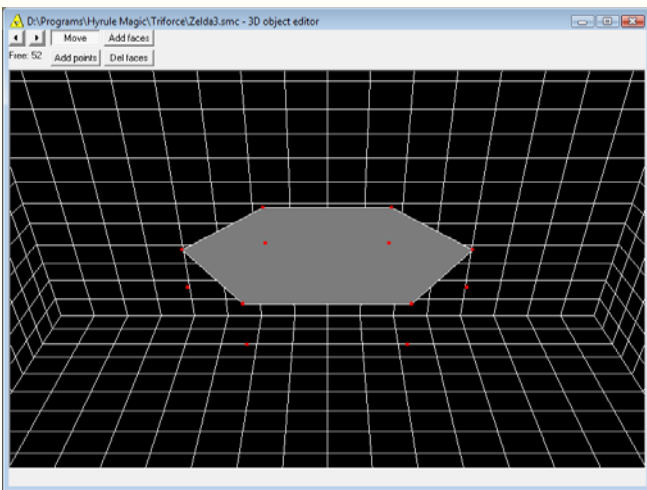 D:\Programs\Hyrule Magic\Triforce\Zelda3.smc - 3D object editor
Move Add faces
Free: 52 Add points Del faces